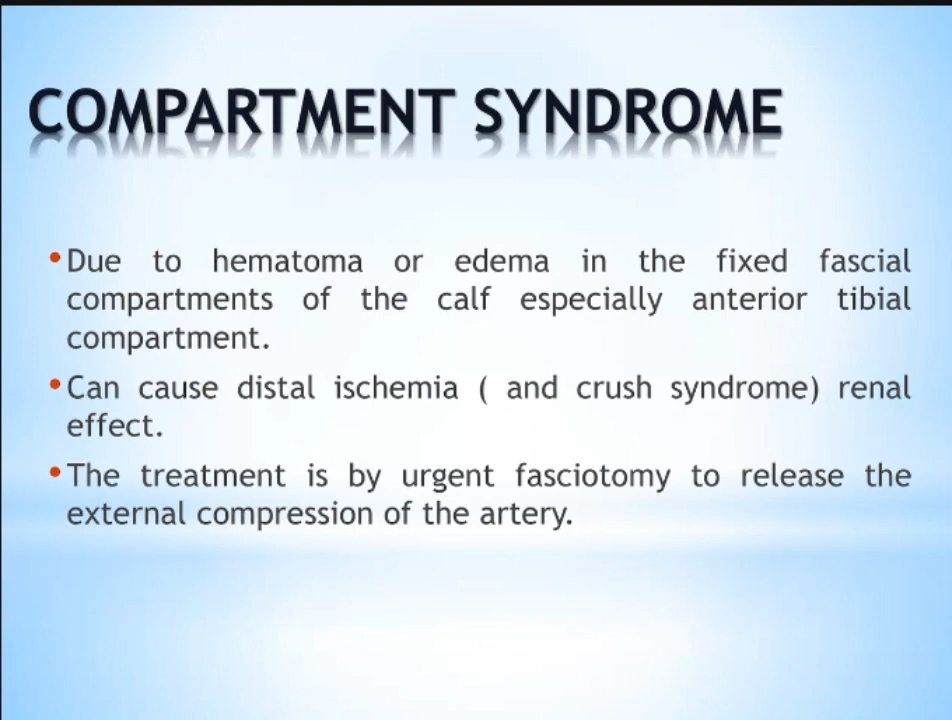 COMPARTMENT SYNDROME
•Due to hematoma or edema in the fixed fascial
compartments of the calf especially anterior tibial
compartment.
•Can cause distal ischemia ( and crush syndrome) renal
effect.
•The treatment is by urgent fasciotomy to release the
external compression of the artery.